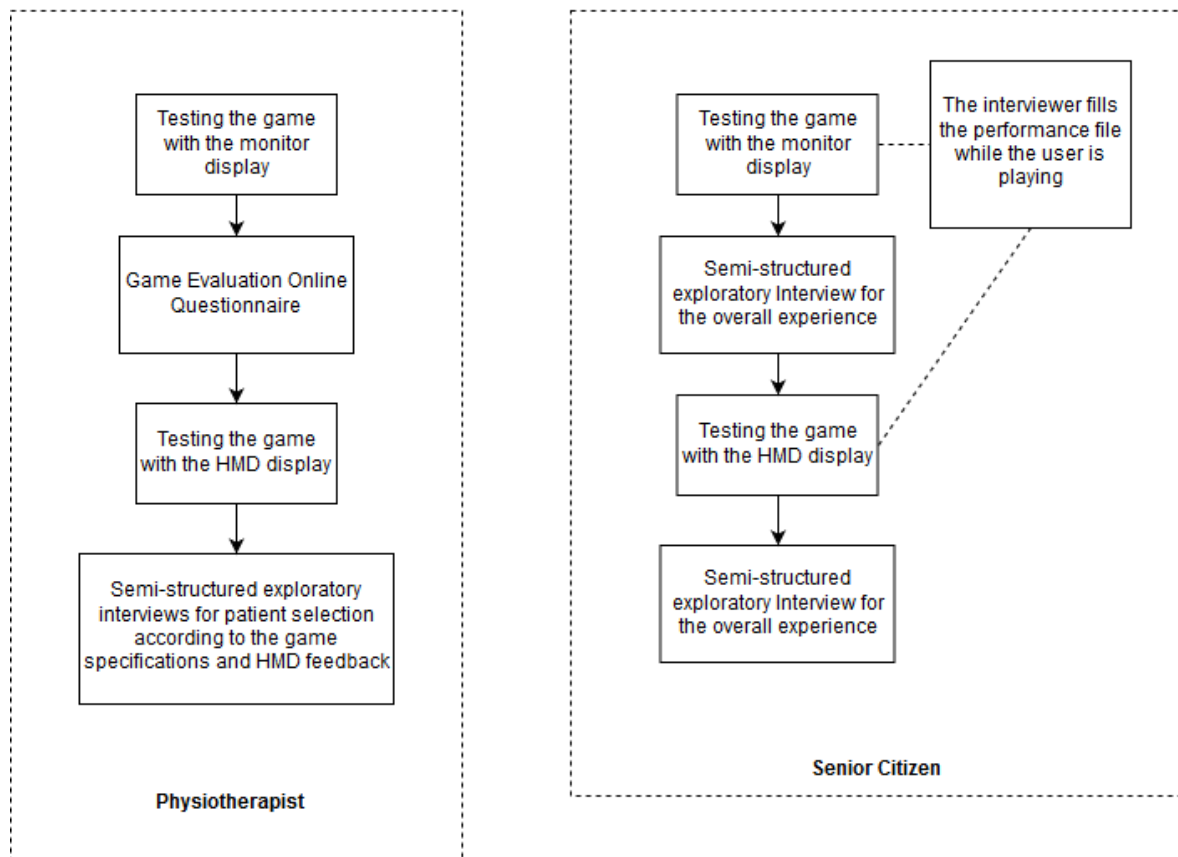 Testing the game
with the monitor
display
Game Evaluation Online
Questionnaire
Testing the game
with the HMD display
Semi-structured exploratory
interviews for patient selection
according to the game
specifications and HMD feedback
Physiotherapist
Testing the game
with the monitor
display
The interviewer fills
the performance file
while the user is
playing
Semi-structured
exploratory Interview for
the overall experience
Testing the game
with the HMD display
Semi-structured
exploratory Interview for
the overall experience
Senior Citizen